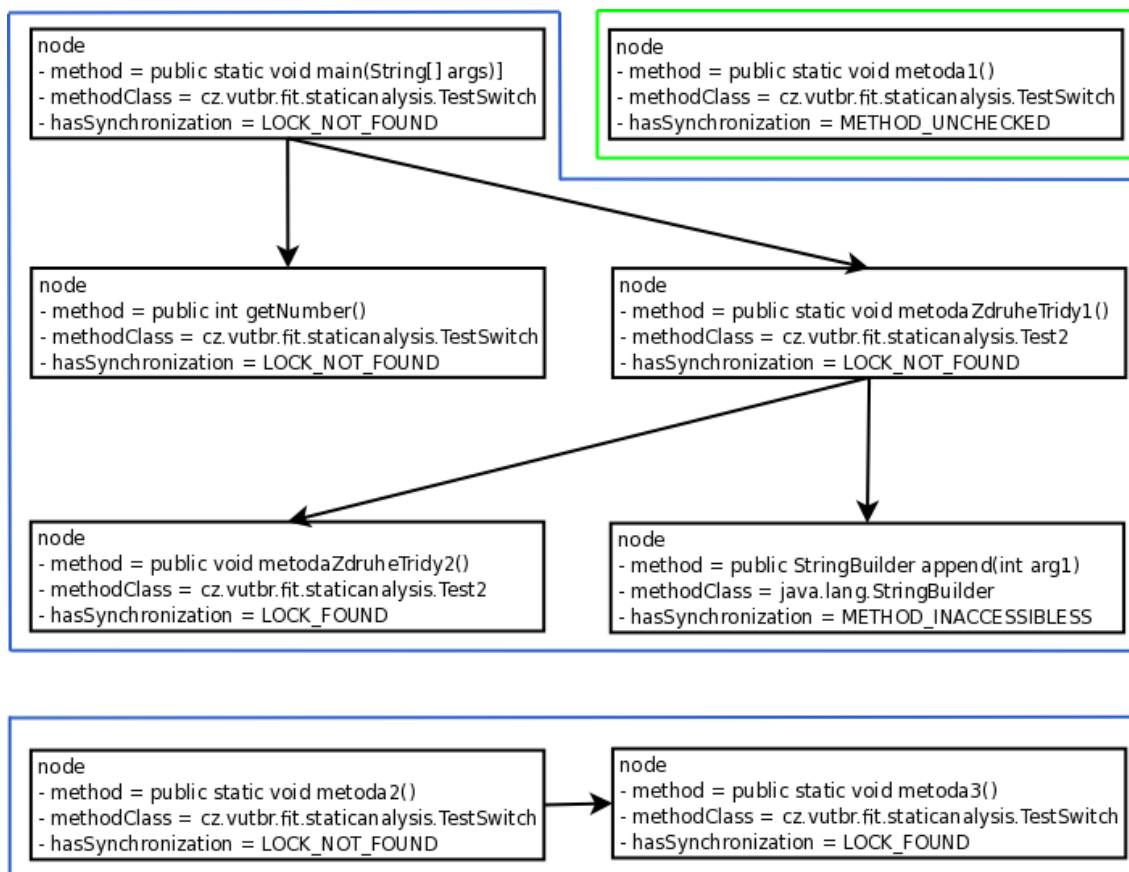 node
- method = public static void main(String[] args)]
- methodClass = cz.vutbr.fit.staticanalysis.TestSwitch
- hasSynchronization = LOCK_NOT_FOUND
node
- method = public static void metoda1()
- methodClass = cz.vutbr.fit.staticanalysis.TestSwitch
- hasSynchronization = METHOD_UNCHECKED
node
- method = public int getNumber()
- methodClass = cz.vutbr.fit.staticanalysis.TestSwitch
- hasSynchronization = LOCK_NOT_FOUND
node
- method = public static void metodaZdruheTridy1()
- methodClass = cz.vutbr.fit.staticanalysis.Test2
- hasSynchronization = LOCK_NOT_FOUND
node
- method = public void metodaZdruheTridy2()
- methodClass = cz.vutbr.fit.staticanalysis.Test2
- hasSynchronization = LOCK_FOUND
node
- method = public StringBuilder append(int arg1)
- methodClass = java.lang.StringBuilder
- hasSynchronization = METHOD_INACCESSIBLESS
node
- method = public static void metoda2()
- methodClass = cz.vutbr.fit.staticanalysis.TestSwitch
- hasSynchronization = LOCK_NOT_FOUND
node
- method = public static void metoda3()
- methodClass = cz.vutbr.fit.staticanalysis.TestSwitch
- hasSynchronization = LOCK_FOUND